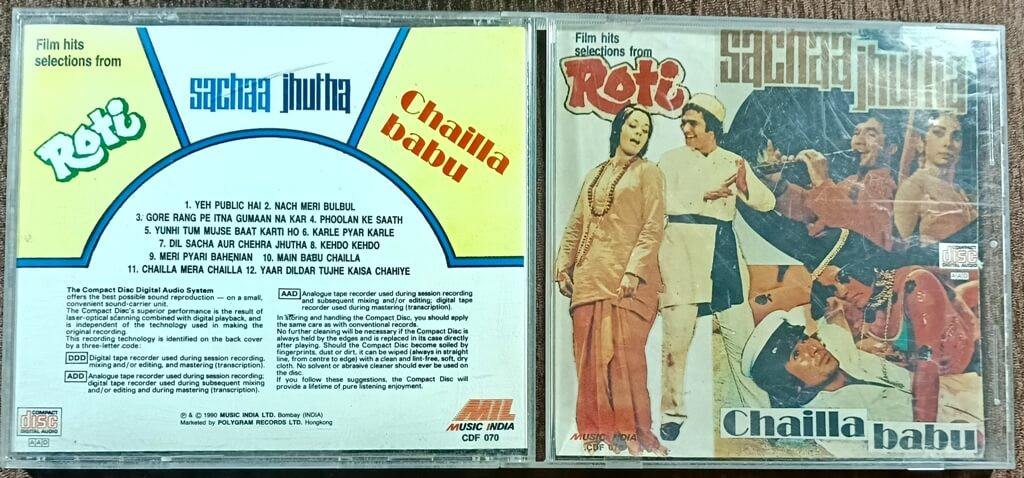 Film hits
selections from
Roti
sachaa jhutha
Chailla
babu
1. YEH PUBLIC HAI 2. NACH MERI BULBUL
3. GORE RANG PE ITNA GUMAAN NA KAR 4. PHOOLAN KE SAATH
5. YUNHI TUM MUJSE BAAT KARTI HO 6. KARLE PYAR KARLE
7. DIL SACHA AUR CHEHRA JHUTHA 8. KEHDO KEHDO
9. MERI PYARI BAHENIAN 10. MAIN BABU CHAILLA
11. CHAILLA MERA CHAILLA 12. YAAR DILDAR TUJHE KAISA CHAHIYE
The Compact Disc Digital Audio System
offers the best possible sound reproduction — on a small,
convenient sound-carrier unit.
The Compact Disc's superior performance is the result of
laser-optical scanning combined with digital playback, and
is independent of the technology used in making the
original recording.
This recording technology is identified on the back cover
by a three-letter code:
DDD Digital tape recorder used during session recording,
mixing and/or editing, and mastering (transcription).
ADD Analogue tape recorder used during session recording;
digital tape recorder used during subsequent mixing
and/or editing and during mastering (transcription).
AAD Analogue tape recorder used during session recording
and subsequent mixing and/or editing; digital tape
recorder used during mastering (transcription).
In storing and handling the Compact Disc, you should apply
the same care as with conventional records.
No further cleaning will be necessary if the Compact Disc is
always held by the edges and is replaced in its case directly
after playing. Should the Compact Disc become soiled by
fingerprints, dust or dirt, it can be wiped (always in straight
line, from centre to edge) with a clean and lint-free, soft, dry
cloth. No solvent or abrasive cleaner should ever be used on
the disc.
If you follow these suggestions, the Compact Disc will
provide a lifetime of pure listening enjoyment.
COMPACT
disc
DIGITAL AUDIO
AAD
℗ & © 1990 MUSIC INDIA LTD. Bombay (INDIA)
Marketed by POLYGRAM RECORDS LTD. Hongkong
MIL
MUSIC INDIA
CDF 070
Film hits
selections from
Roti
sachaa
jhutha
COMPACT
disc
DIGITAL AUDIO
AAD
Chailla
babu
MUSIC INDIA
CDF 070